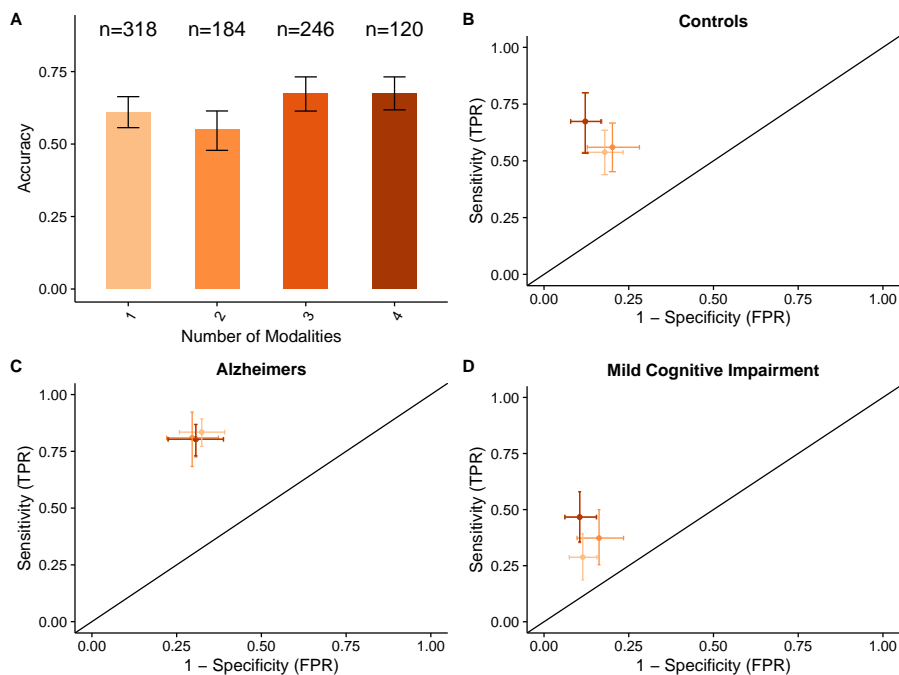 A
n=318 n=184 n=246 n=120
0.75
0.50
0.25
0.00
Accuracy
1 2 3 4
Number of Modalities
B
Controls
1.00
0.75
0.50
0.25
0.00
Sensitivity (TPR)
0.00 0.25 0.50 0.75 1.00
1 − Specificity (FPR)
C
Alzheimers
1.00
0.75
0.50
0.25
0.00
Sensitivity (TPR)
0.00 0.25 0.50 0.75 1.00
1 − Specificity (FPR)
D
Mild Cognitive Impairment
1.00
0.75
0.50
0.25
0.00
Sensitivity (TPR)
0.00 0.25 0.50 0.75 1.00
1 − Specificity (FPR)